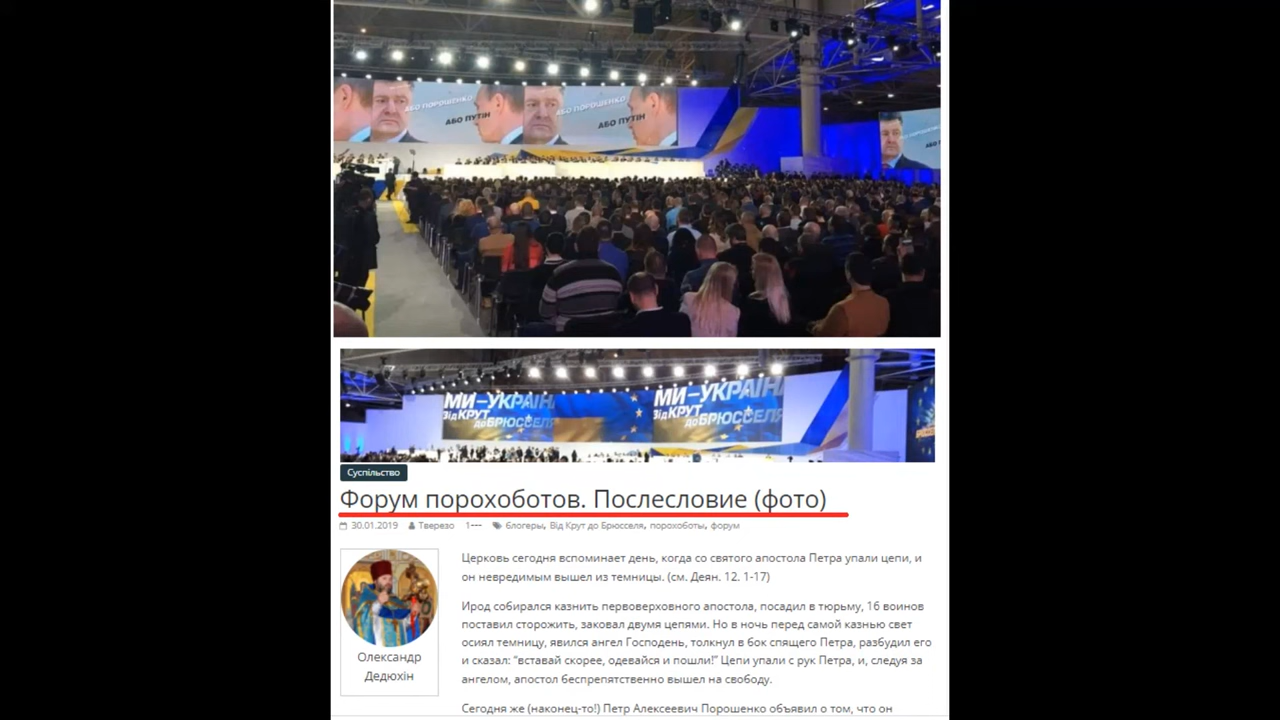 АБО ПОРОШЕНКО
АБО ПУТІН
АБО ПОРОШЕНКО
АБО ПУТІН
МИ–УКРАЇН
Від КРУТ
до БРЮССЕЛЯ
МИ–УКРАЇН
Від КРУТ
до БРЮССЕЛЯ
Суспільство
Форум порохоботов. Послесловие (фото)
30.01.2019 Тверезо 1--- блогеры, Від Крут до Брюсселя, порохоботы, форум
Церковь сегодня вспоминает день, когда со святого апостола Петра упали цепи, и
он невредимым вышел из темницы. (см. Деян. 12. 1-17)
Ирод собирался казнить первоверховного апостола, посадил в тюрьму, 16 воинов
поставил сторожить, заковал двумя цепями. Но в ночь перед самой казнью свет
осиял темницу, явился ангел Господень, толкнул в бок спящего Петра, разбудил его
и сказал: “вставай скорее, одевайся и пошли!” Цепи упали с рук Петра, и, следуя за
ангелом, апостол беспрепятственно вышел на свободу.
Сегодня же (наконец-то!) Петр Алексеевич Порошенко объявил о том, что он
Олександр
Дедюхін